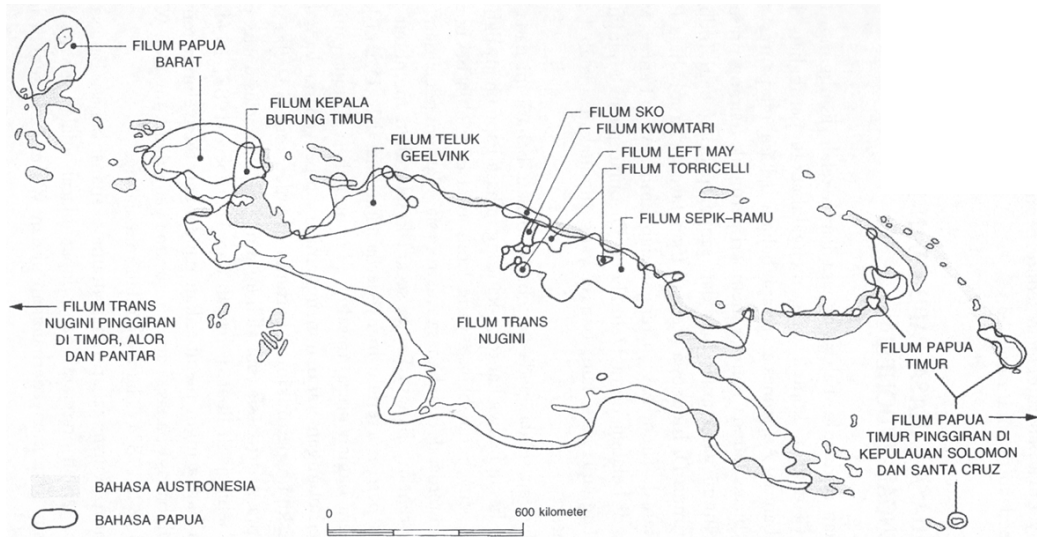 FILUM PAPUA
BARAT
FILUM KEPALA
BURUNG TIMUR
FILUM TELUK
GEELVINK
FILUM SKO
FILUM KWOMTARI
FILUM LEFT MAY
FILUM TORRICELLI
FILUM SEPIK–RAMU
FILUM TRANS
NUGINI PINGGIRAN
DI TIMOR, ALOR
DAN PANTAR
FILUM TRANS
NUGINI
FILUM PAPUA
TIMUR
FILUM PAPUA
TIMUR PINGGIRAN DI
KEPULAUAN SOLOMON
DAN SANTA CRUZ
BAHASA AUSTRONESIA
BAHASA PAPUA
0 600 kilometer